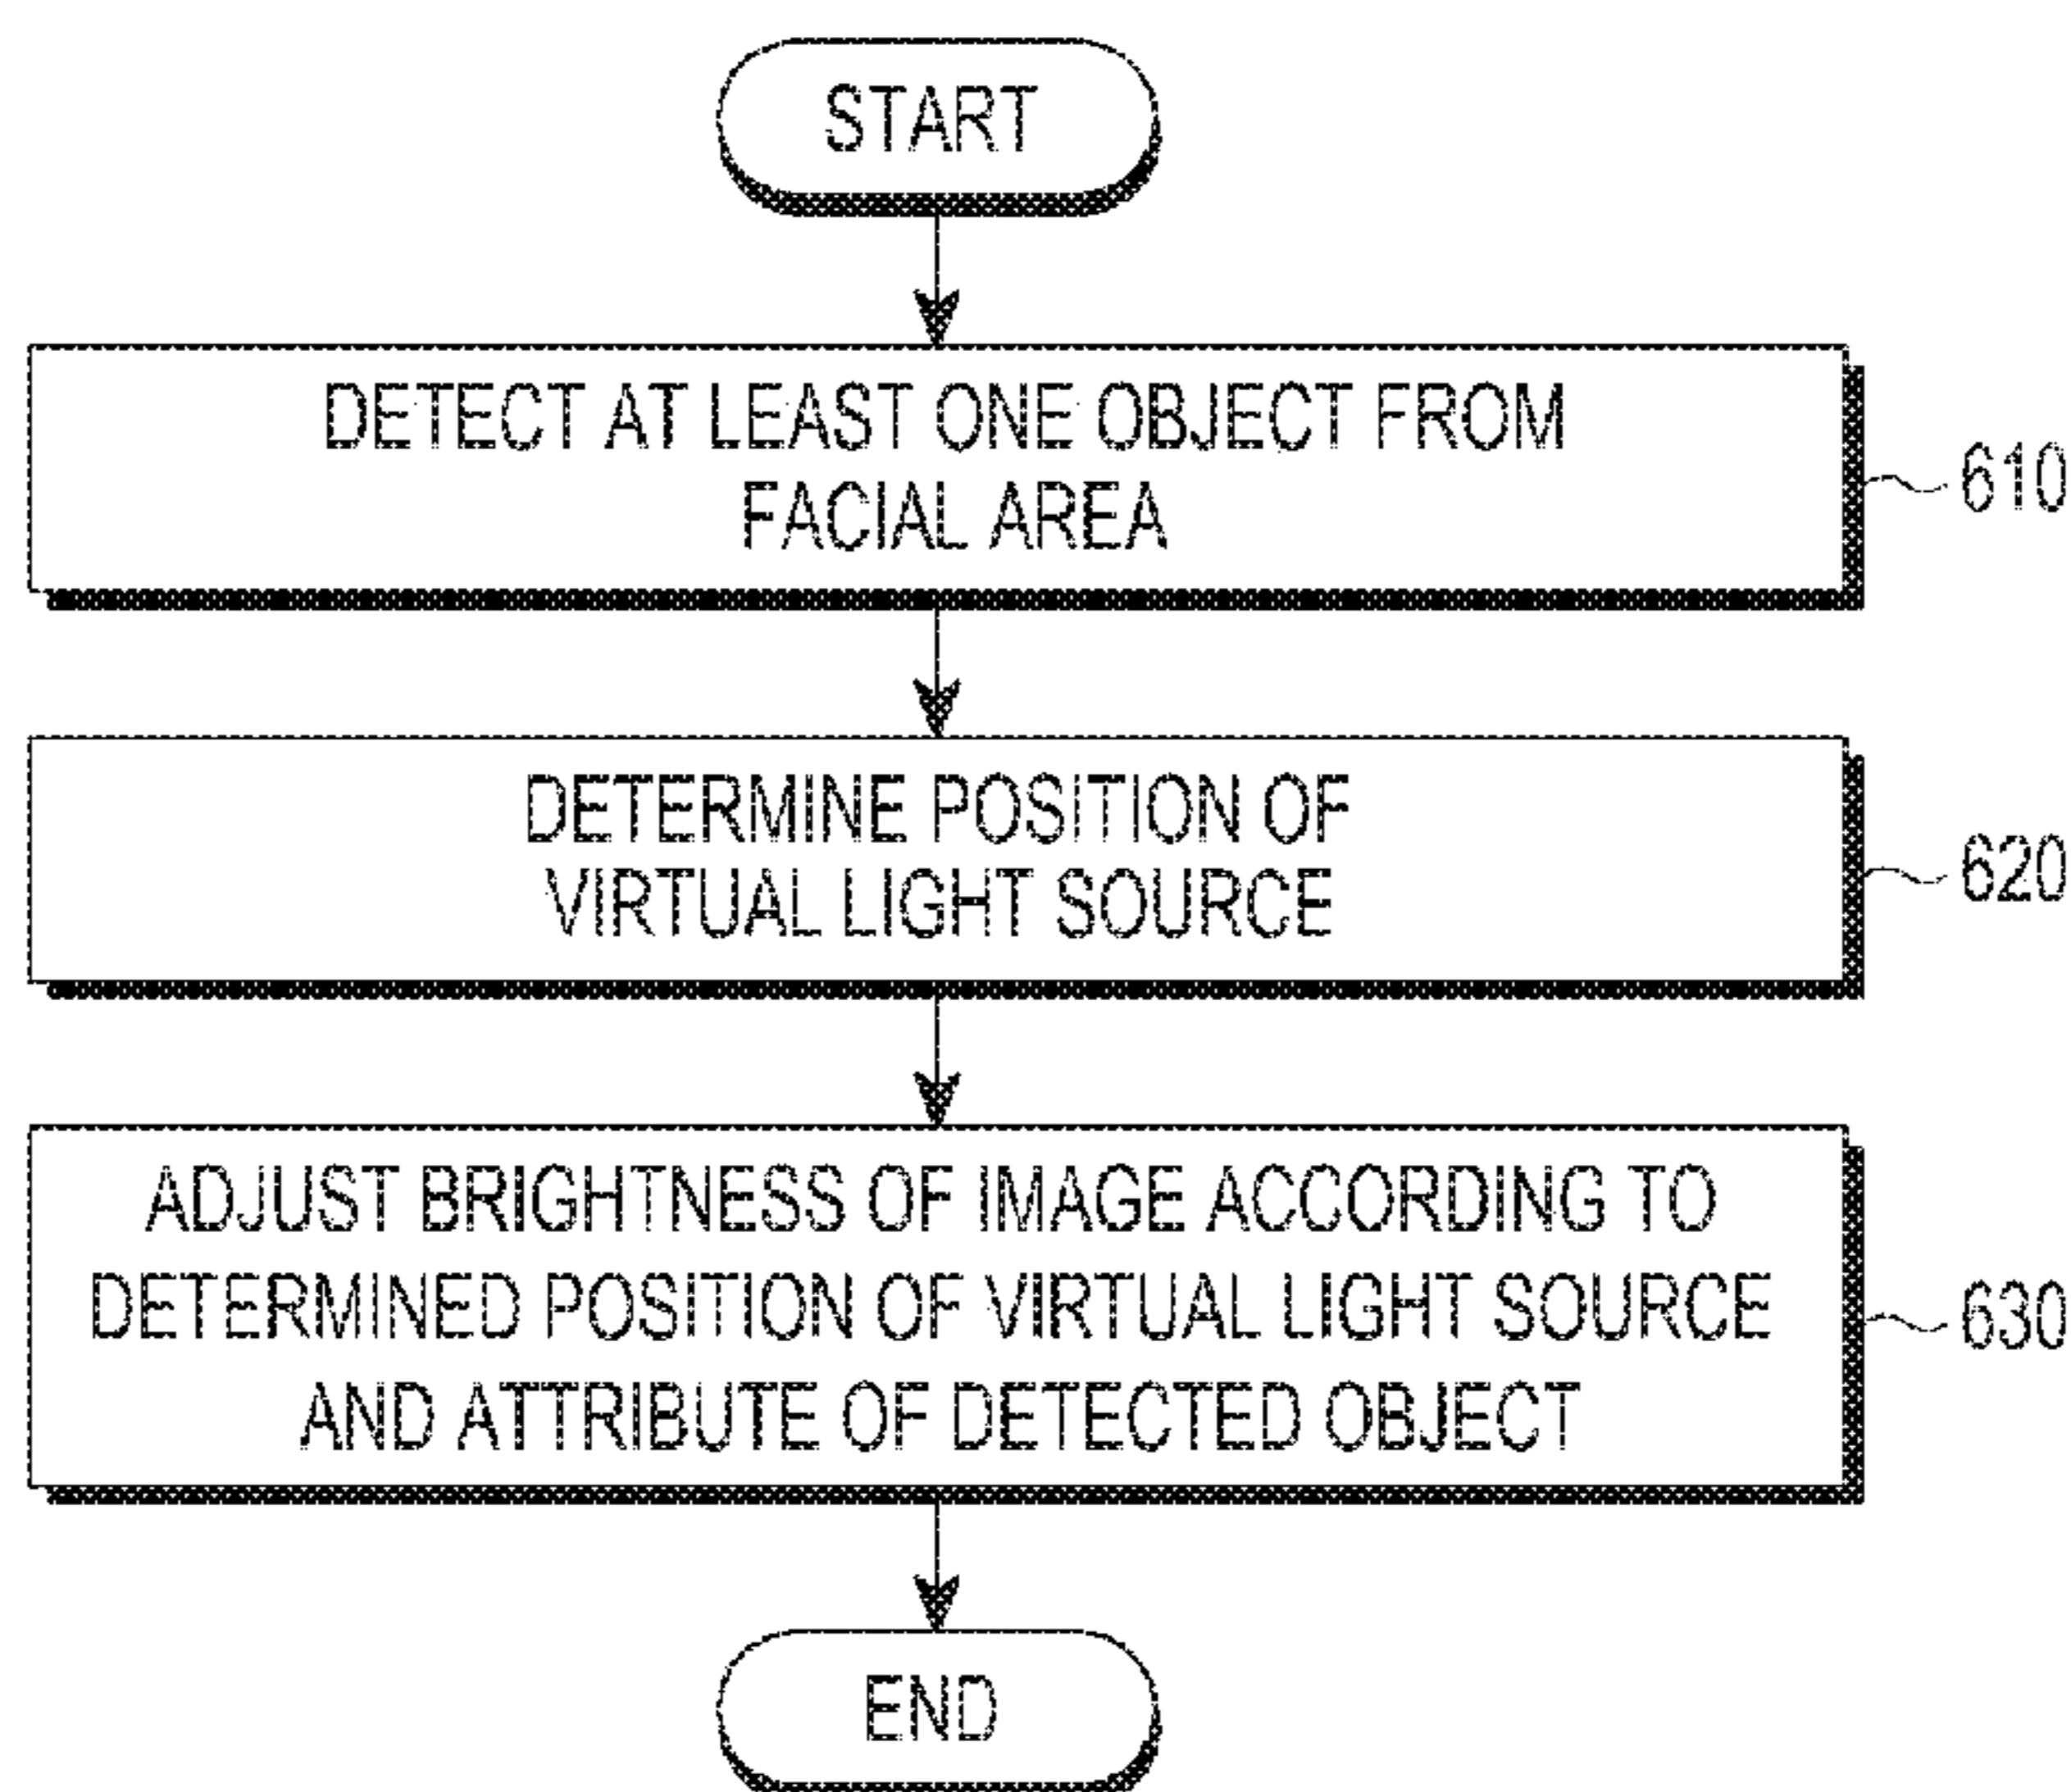 START
DETECT AT LEAST ONE OBJECT FROM
FACIAL AREA
610
DETERMINE POSITION OF
VIRTUAL LIGHT SOURCE
620
ADJUST BRIGHTNESS OF IMAGE ACCORDING TO
DETERMINED POSITION OF VIRTUAL LIGHT SOURCE
AND ATTRIBUTE OF DETECTED OBJECT
630
END